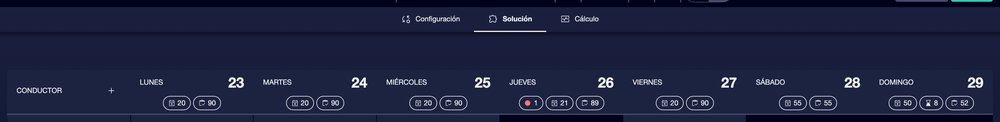 Configuración Solución Cálculo
CONDUCTOR +
LUNES 23
20 90
MARTES 24
20 90
MIÉRCOLES 25
20 90
JUEVES 26
1 21 89
VIERNES 27
20 90
SÁBADO 28
55 55
DOMINGO 29
50 8 52